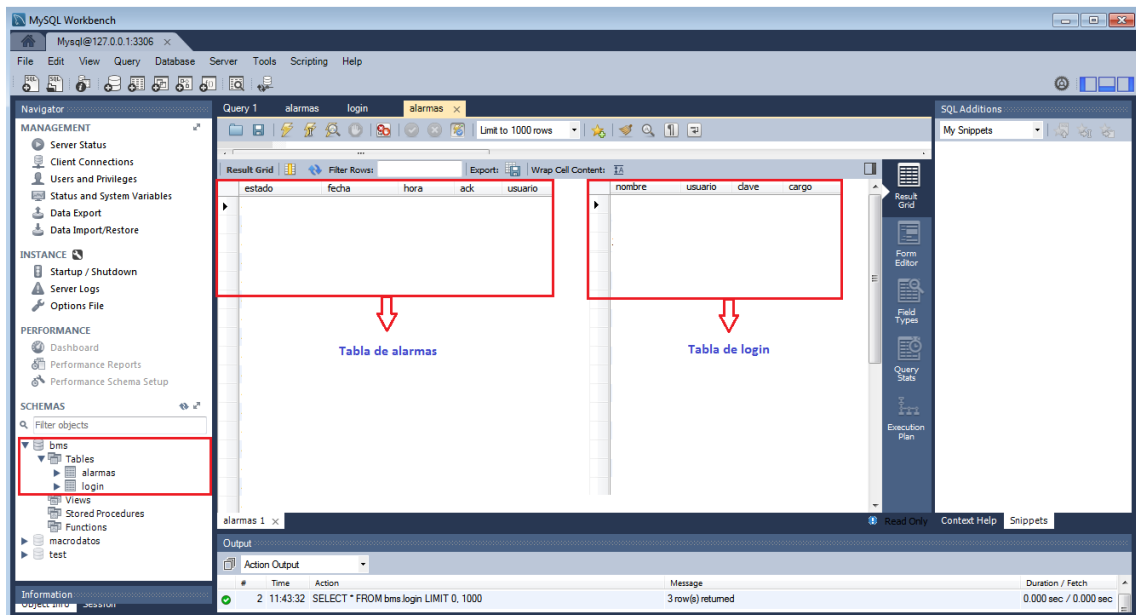 MySQL Workbench
Mysql@127.0.0.1:3306
File Edit View Query Database Server Tools Scripting Help
Navigator
MANAGEMENT
Server Status
Client Connections
Users and Privileges
Status and System Variables
Data Export
Data Import/Restore
INSTANCE
Startup / Shutdown
Server Logs
Options File
PERFORMANCE
Dashboard
Performance Reports
Performance Schema Setup
SCHEMAS
Filter objects
bms
Tables
alarmas
login
Views
Stored Procedures
Functions
macrodatos
test
Information
Object Info Session
Query 1 alarmas login alarmas
Limit to 1000 rows
Result Grid Filter Rows: Export: Wrap Cell Content:
estado fecha hora ack usuario
nombre usuario clave cargo
Tabla de alarmas
Tabla de login
Result
Grid
Form
Editor
Field
Types
Query
Stats
Execution
Plan
alarmas 1
Read Only
SQL Additions
My Snippets
Context Help Snippets
Output
Action Output
# Time Action Message Duration / Fetch
2 11:43:32 SELECT * FROM bms.login LIMIT 0, 1000 3 row(s) returned 0.000 sec / 0.000 sec